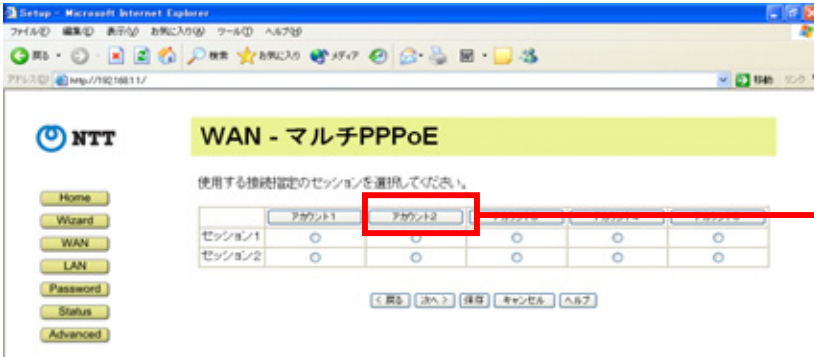 Setup - Microsoft Internet Explorer
ファイル(F) 編集(E) 表示(V) お気に入り(A) ツール(T) ヘルプ(H)
戻る 検索 お気に入り メディア
アドレス(D) http://192.168.1.1/ 移動 リンク
NTT
WAN - マルチPPPoE
使用する接続設定のセッションを選択してください。
アカウント1 アカウント2
セッション1
セッション2
Home
Wizard
WAN
LAN
Password
Status
Advanced
< 戻る 次へ > 保存 キャンセル ヘルプ